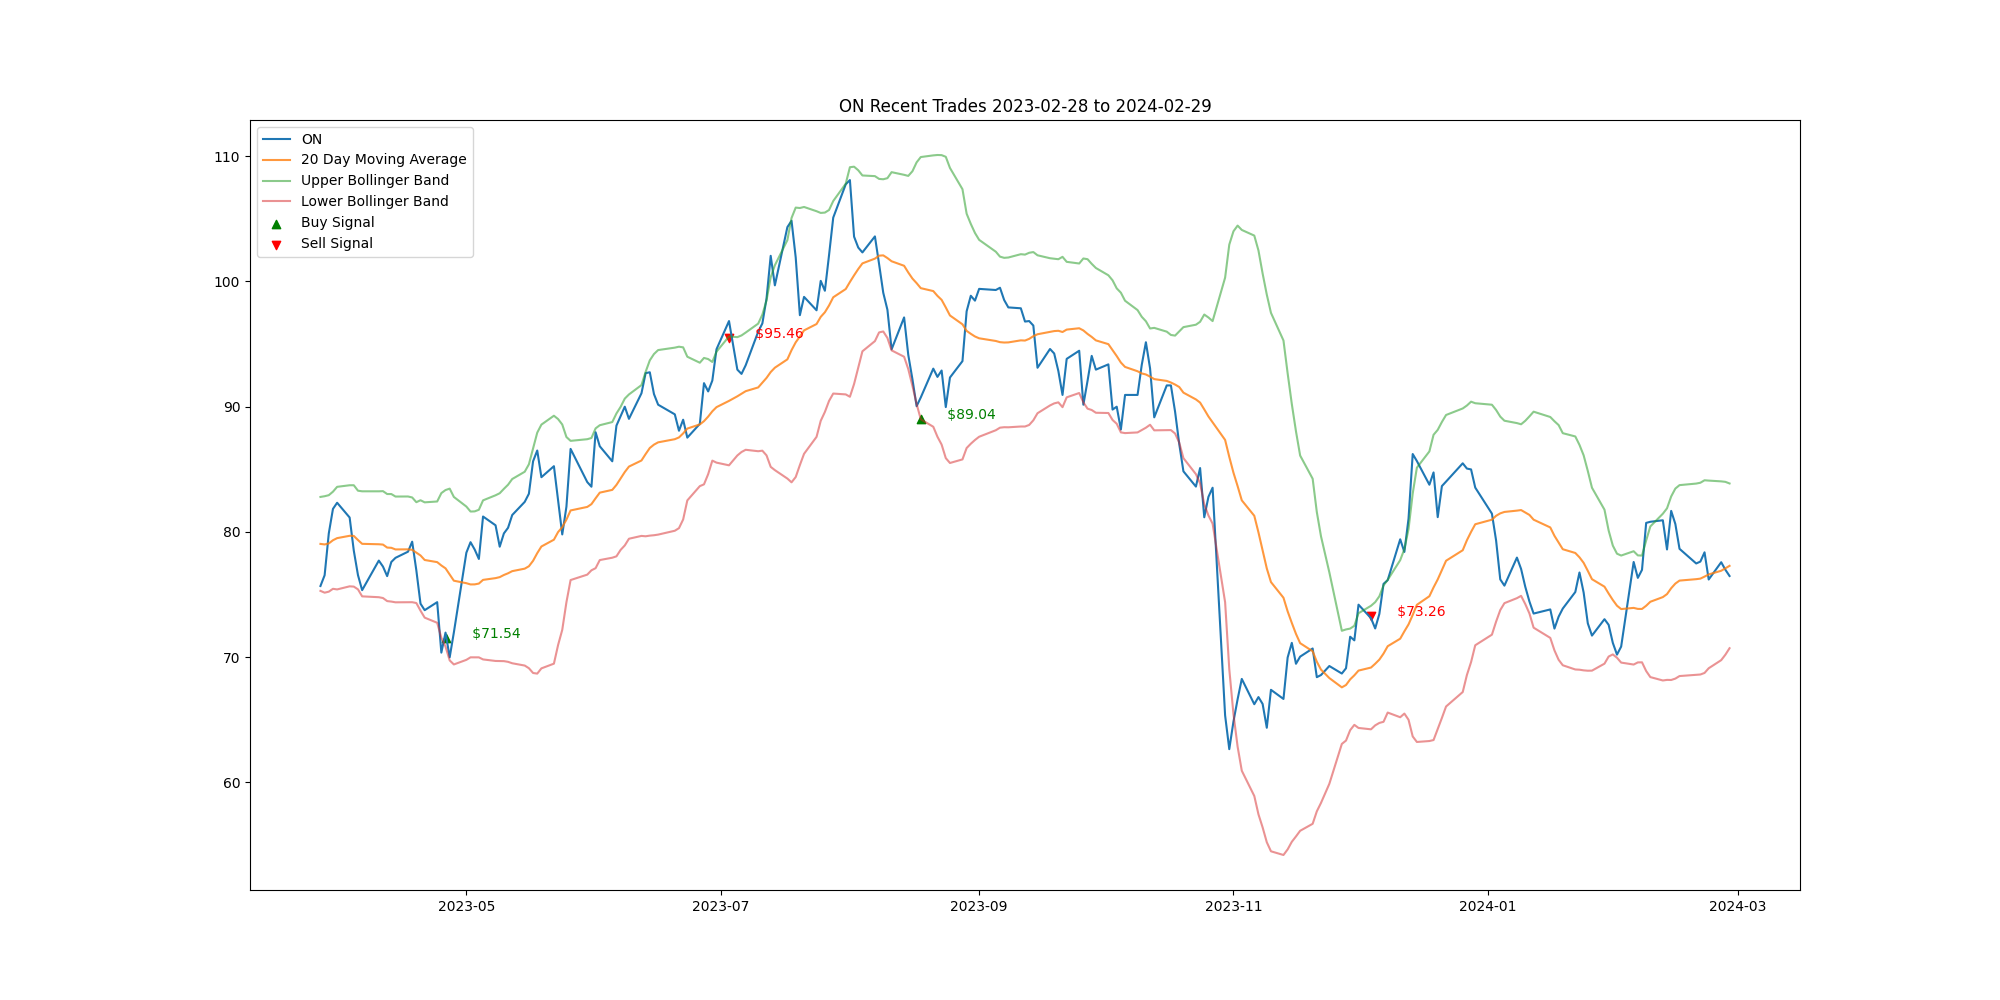 ON Recent Trades 2023-02-28 to 2024-02-29
ON
20 Day Moving Average
Upper Bollinger Band
Lower Bollinger Band
Buy Signal
Sell Signal
110
100
90
80
70
60
$95.46
$89.04
$71.54
$73.26
2023-05
2023-07
2023-09
2023-11
2024-01
2024-03